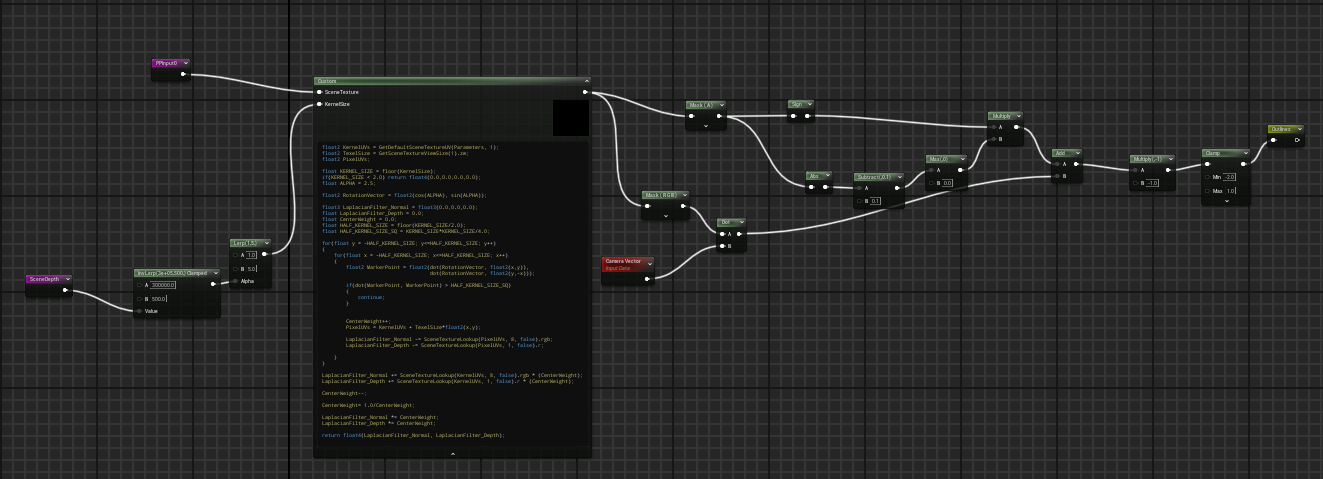 PPInput0
Custom
SceneTexture
KernelSize
float2 KernelUVs = GetDefaultSceneTextureUV(Parameters, 1);
float2 TexelSize = GetSceneTextureViewSize(1).zw;
float2 PixelUVs;
float KERNEL_SIZE = floor(KernelSize);
if(KERNEL_SIZE < 2.0) return float4(0.0,0.0,0.0,0.0);
float ALPHA = 2.5;
float2 RotationVector = float2(cos(ALPHA), sin(ALPHA));
float3 LaplacianFilter_Normal = float3(0.0,0.0,0.0);
float LaplacianFilter_Depth = 0.0;
float CenterWeight = 0.0;
float HALF_KERNEL_SIZE = floor(KERNEL_SIZE/2.0);
float HALF_KERNEL_SIZE_SQ = KERNEL_SIZE*KERNEL_SIZE/4.0;
for(float y = -HALF_KERNEL_SIZE; y<=HALF_KERNEL_SIZE; y++)
{
for(float x = -HALF_KERNEL_SIZE; x<=HALF_KERNEL_SIZE; x++)
{
float2 MarkerPoint = float2(dot(RotationVector, float2(x,y)),
dot(RotationVector, float2(y,-x)));
if(dot(MarkerPoint, MarkerPoint) > HALF_KERNEL_SIZE_SQ)
{
continue;
}
CenterWeight++;
PixelUVs = KernelUVs + TexelSize*float2(x,y);
LaplacianFilter_Normal -= SceneTextureLookup(PixelUVs, 8, false).rgb;
LaplacianFilter_Depth -= SceneTextureLookup(PixelUVs, 1, false).r;
}
}
LaplacianFilter_Normal += SceneTextureLookup(KernelUVs, 8, false).rgb * (CenterWeight);
LaplacianFilter_Depth += SceneTextureLookup(KernelUVs, 1, false).r * (CenterWeight);
CenterWeight--;
CenterWeight= 1.0/CenterWeight;
LaplacianFilter_Normal *= CenterWeight;
LaplacianFilter_Depth *= CenterWeight;
return float4(LaplacianFilter_Normal, LaplacianFilter_Depth);
SceneDepth
InvLerp(3e+05,500,) Clamped
A 300000.0
B 500.0
Value
Lerp(1,5,)
A 1.0
B 5.0
Alpha
Mask ( A )
Sign
Mask ( R G B )
Camera Vector
Input Data
Dot
A
B
Abs
Subtract(,0.1)
A
B 0.1
Max(,0)
A
B 0.0
Multiply
A
B
Add
A
B
Multiply(,-1)
A
B -1.0
Clamp
Min -2.0
Max 1.0
Outlines